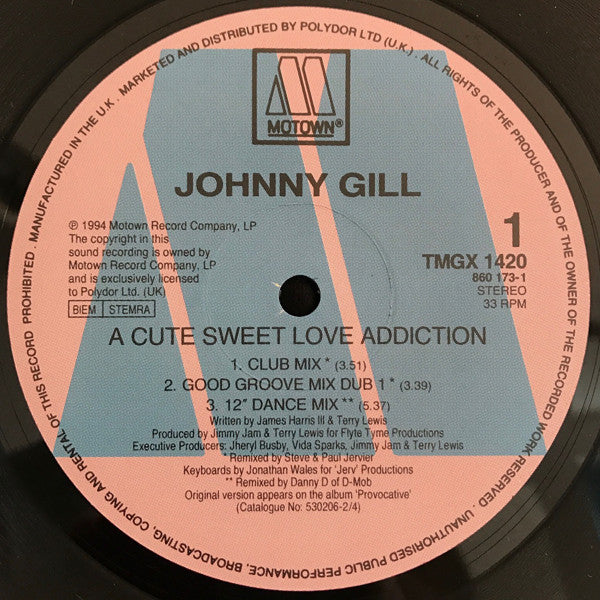 MANUFACTURED IN THE U.K. MARKETED AND DISTRIBUTED BY POLYDOR LTD (U.K.). ALL RIGHTS OF THE PRODUCER AND OF THE OWNER OF THE RECORDED WORK RESERVED. UNAUTHORISED PUBLIC PERFORMANCE, BROADCASTING, COPYING AND RENTAL OF THIS RECORD PROHIBITED.
MOTOWN®
JOHNNY GILL
℗ 1994 Motown Record Company, LP
The copyright in this
sound recording is owned by
Motown Record Company, LP
and is exclusively licensed
to Polydor Ltd. (UK)
BIEM STEMRA
1
TMGX 1420
860 173-1
STEREO
33 RPM
A CUTE SWEET LOVE ADDICTION
1. CLUB MIX * (3.51)
2. GOOD GROOVE MIX DUB 1 * (3.39)
3. 12" DANCE MIX ** (5.37)
Written by James Harris III & Terry Lewis
Produced by Jimmy Jam & Terry Lewis for Flyte Tyme Productions
Executive Producers: Jheryl Busby, Vida Sparks, Jimmy Jam & Terry Lewis
* Remixed by Steve & Paul Jervier
Keyboards by Jonathan Wales for 'Jerv' Productions
** Remixed by Danny D of D-Mob
Original version appears on the album 'Provocative'
(Catalogue No: 530206-2/4)